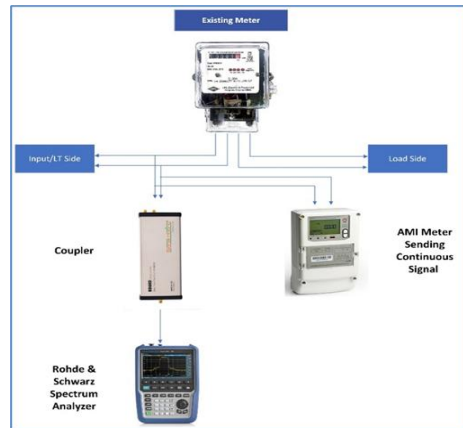 Existing Meter
Input/LT Side
Load Side
Coupler
AMI Meter
Sending
Continuous
Signal
Rohde &
Schwarz
Spectrum
Analyzer